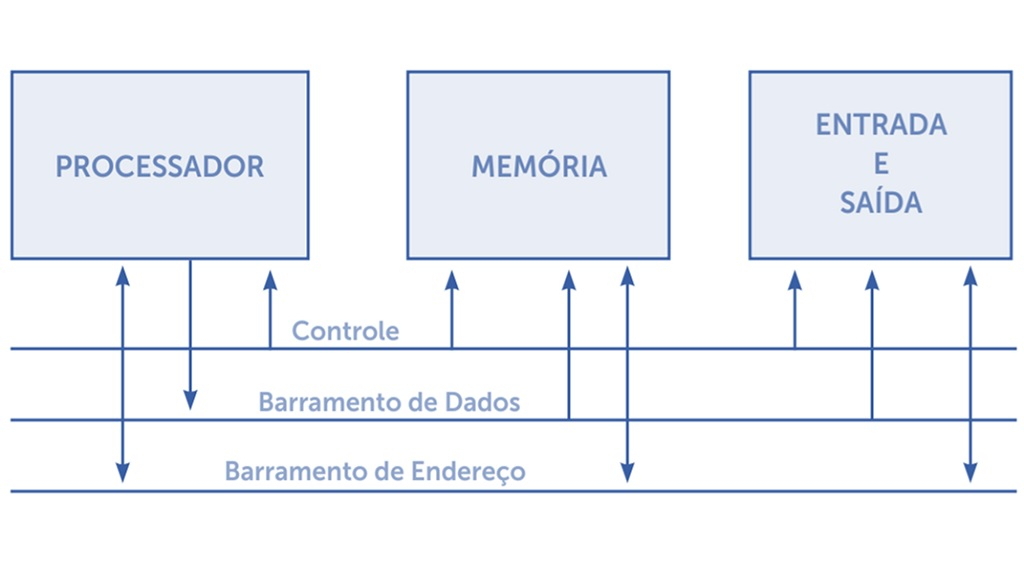 PROCESSADOR
MEMÓRIA
ENTRADA
E
SAÍDA
Controle
Barramento de Dados
Barramento de Endereço